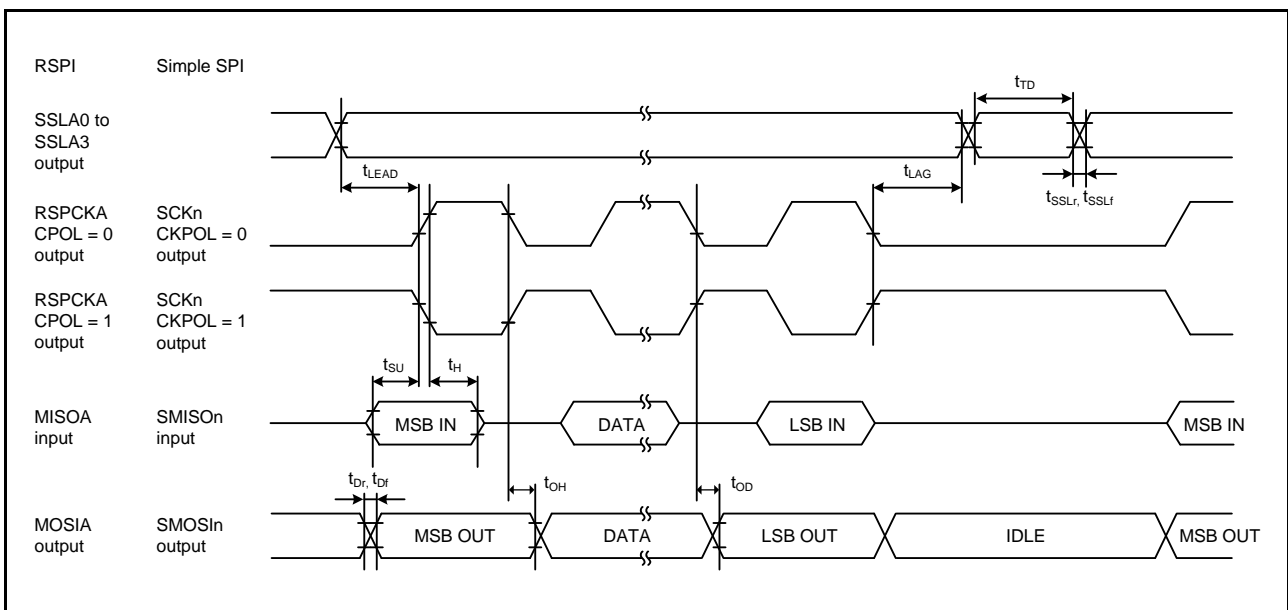 RSPI Simple SPI
tTD
SSLA0 to
SSLA3
output
tLEAD
tLAG
tSSLr, tSSLf
RSPCKA SCKn
CPOL = 0 CKPOL = 0
output output
RSPCKA SCKn
CPOL = 1 CKPOL = 1
output output
tSU tH
MISOA SMISOn
input input
MSB IN DATA LSB IN MSB IN
tDr, tDf tOH tOD
MOSIA SMOSIn
output output
MSB OUT DATA LSB OUT IDLE MSB OUT